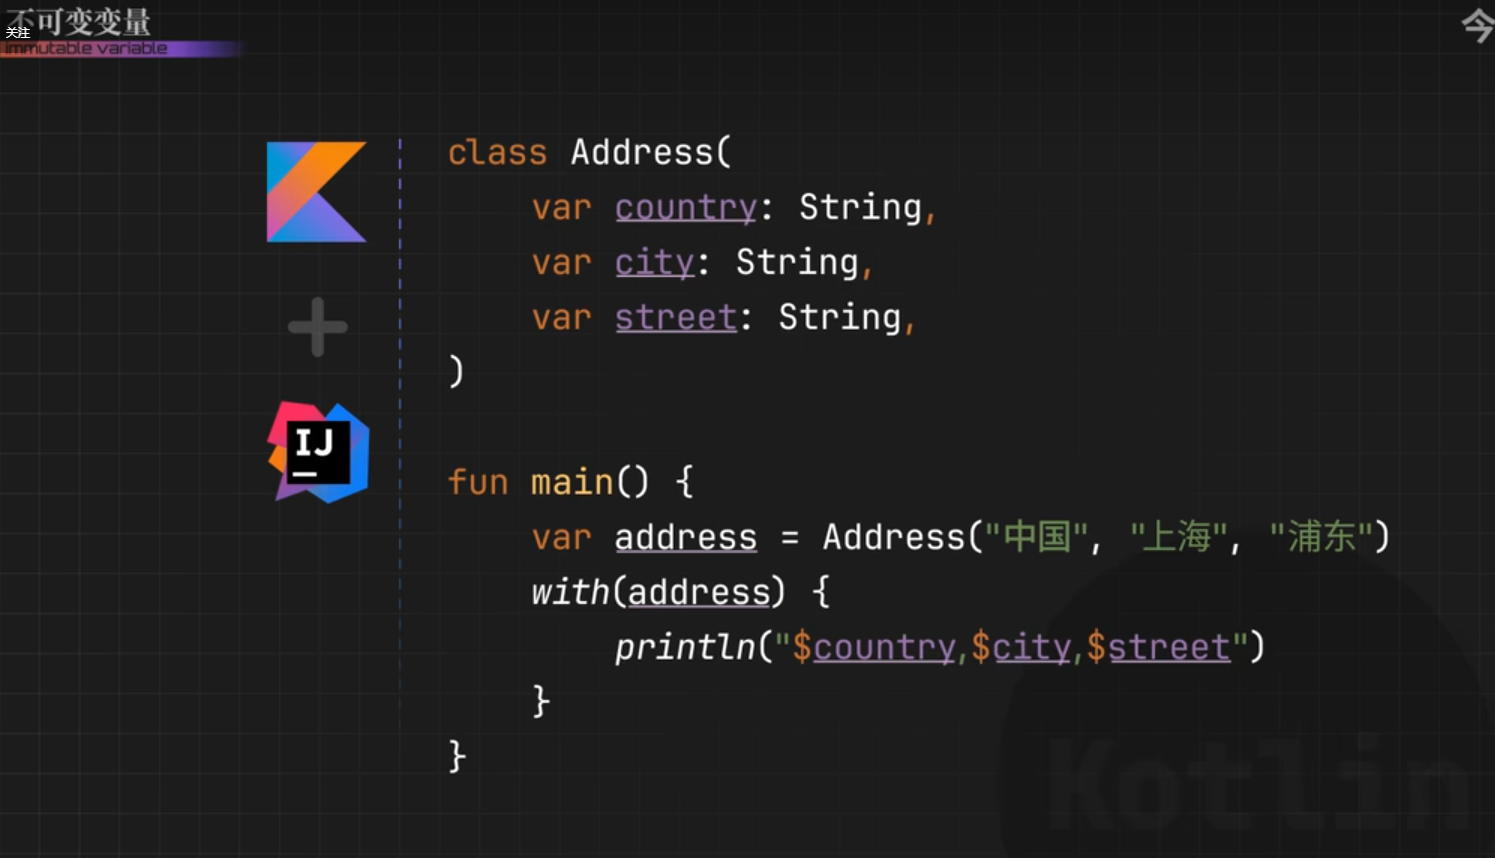 不可变变量
关注
immutable variable
今
class Address(
var country: String,
var city: String,
var street: String,
)
IJ
fun main() {
var address = Address("中国", "上海", "浦东")
with(address) {
println("$country,$city,$street")
}
}
Kotlin